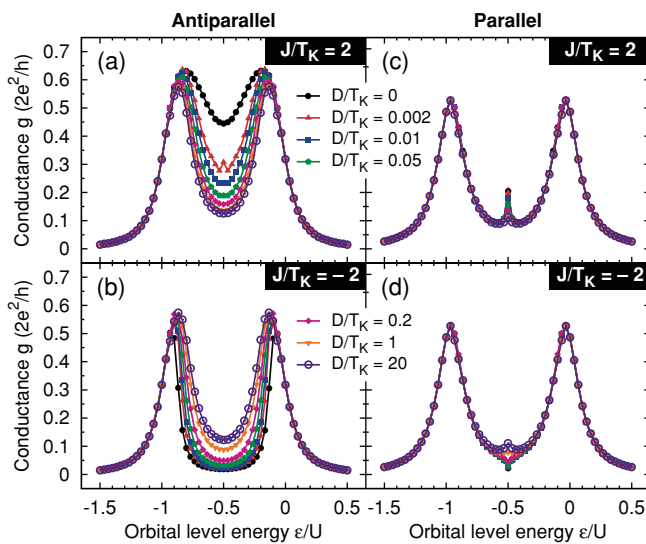 Antiparallel
Parallel
Conductance g (2e²/h)
0.7
0.6
0.5
0.4
0.3
0.2
0.1
0
(a)
J/T_K = 2
(c)
J/T_K = 2
D/T_K = 0
D/T_K = 0.002
D/T_K = 0.01
D/T_K = 0.05
Conductance g (2e²/h)
0.7
0.6
0.5
0.4
0.3
0.2
0.1
0
(b)
J/T_K = − 2
(d)
J/T_K = − 2
D/T_K = 0.2
D/T_K = 1
D/T_K = 20
-1.5 -1 -0.5 0 0.5
-1.5 -1 -0.5 0 0.5
Orbital level energy ε/U
Orbital level energy ε/U